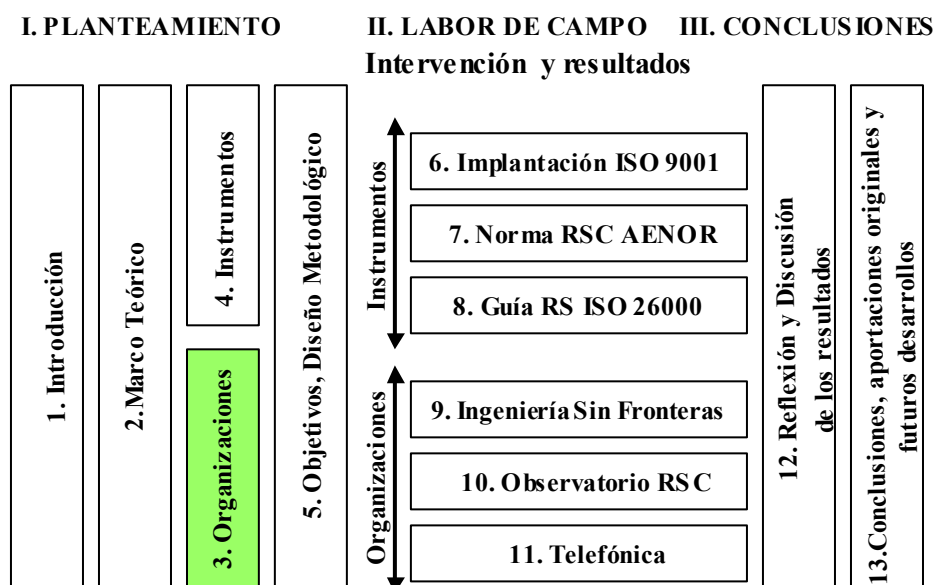 I. PLANTEAMIENTO
II. LABOR DE CAMPO
III. CONCLUSIONES
Intervención y resultados
1. Introducción
2.Marco Teórico
4. Instrumentos
3. Organizaciones
5. Objetivos, Diseño Metodológico
Instrumentos
6. Implantación ISO 9001
7. Norma RSC AENOR
8. Guía RS ISO 26000
Organizaciones
9. Ingeniería Sin Fronteras
10. Observatorio RSC
11. Telefónica
12. Reflexión y Discusión
de los resultados
13.Conclusiones, aportaciones originales y
futuros desarrollos